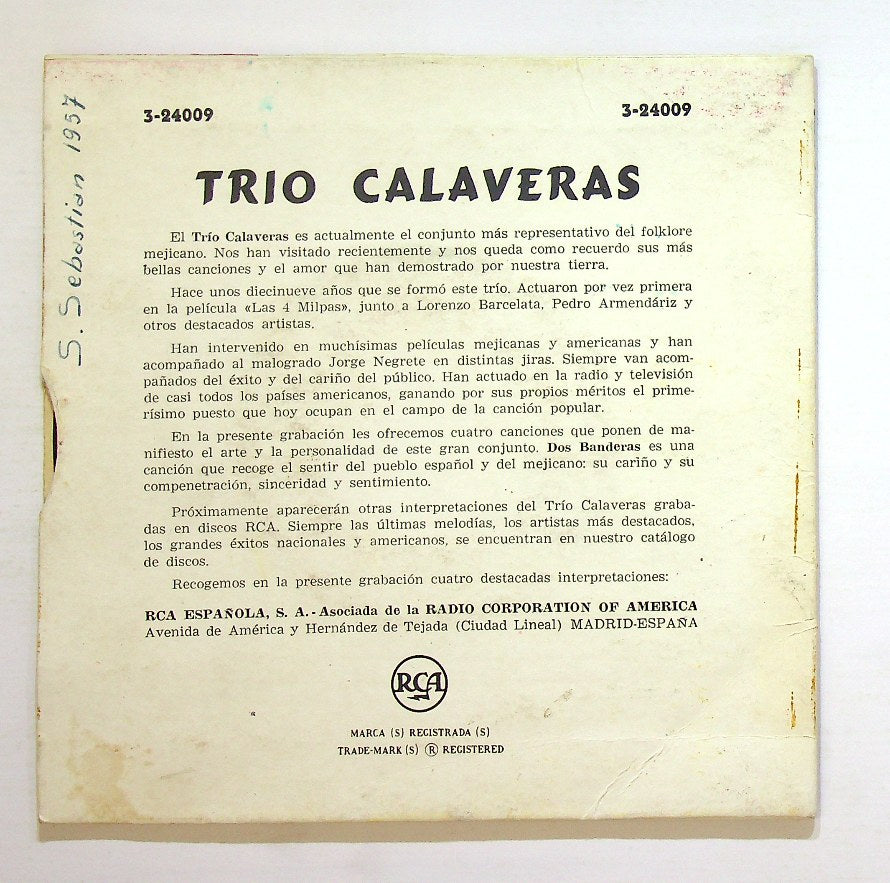 S. Sebastian 1957
3-24009
3-24009
TRIO CALAVERAS
El Trío Calaveras es actualmente el conjunto más representativo del folklore
mejicano. Nos han visitado recientemente y nos queda como recuerdo sus más
bellas canciones y el amor que han demostrado por nuestra tierra.
Hace unos diecinueve años que se formó este trío. Actuaron por vez primera
en la película «Las 4 Milpas», junto a Lorenzo Barcelata, Pedro Armendáriz y
otros destacados artistas.
Han intervenido en muchísimas películas mejicanas y americanas y han
acompañado al malogrado Jorge Negrete en distintas jiras. Siempre van acom-
pañados del éxito y del cariño del público. Han actuado en la radio y televisión
de casi todos los países americanos, ganando por sus propios méritos el prime-
rísimo puesto que hoy ocupan en el campo de la canción popular.
En la presente grabación les ofrecemos cuatro canciones que ponen de ma-
nifiesto el arte y la personalidad de este gran conjunto. Dos Banderas es una
canción que recoge el sentir del pueblo español y del mejicano: su cariño y su
compenetración, sinceridad y sentimiento.
Próximamente aparecerán otras interpretaciones del Trío Calaveras graba-
das en discos RCA. Siempre las últimas melodías, los artistas más destacados,
los grandes éxitos nacionales y americanos, se encuentran en nuestro catálogo
de discos.
Recogemos en la presente grabación cuatro destacadas interpretaciones:
RCA ESPAÑOLA, S. A. - Asociada de la RADIO CORPORATION OF AMERICA
Avenida de América y Hernández de Tejada (Ciudad Lineal) MADRID-ESPAÑA
RCA
MARCA (S) REGISTRADA (S)
TRADE-MARK (S) ® REGISTERED